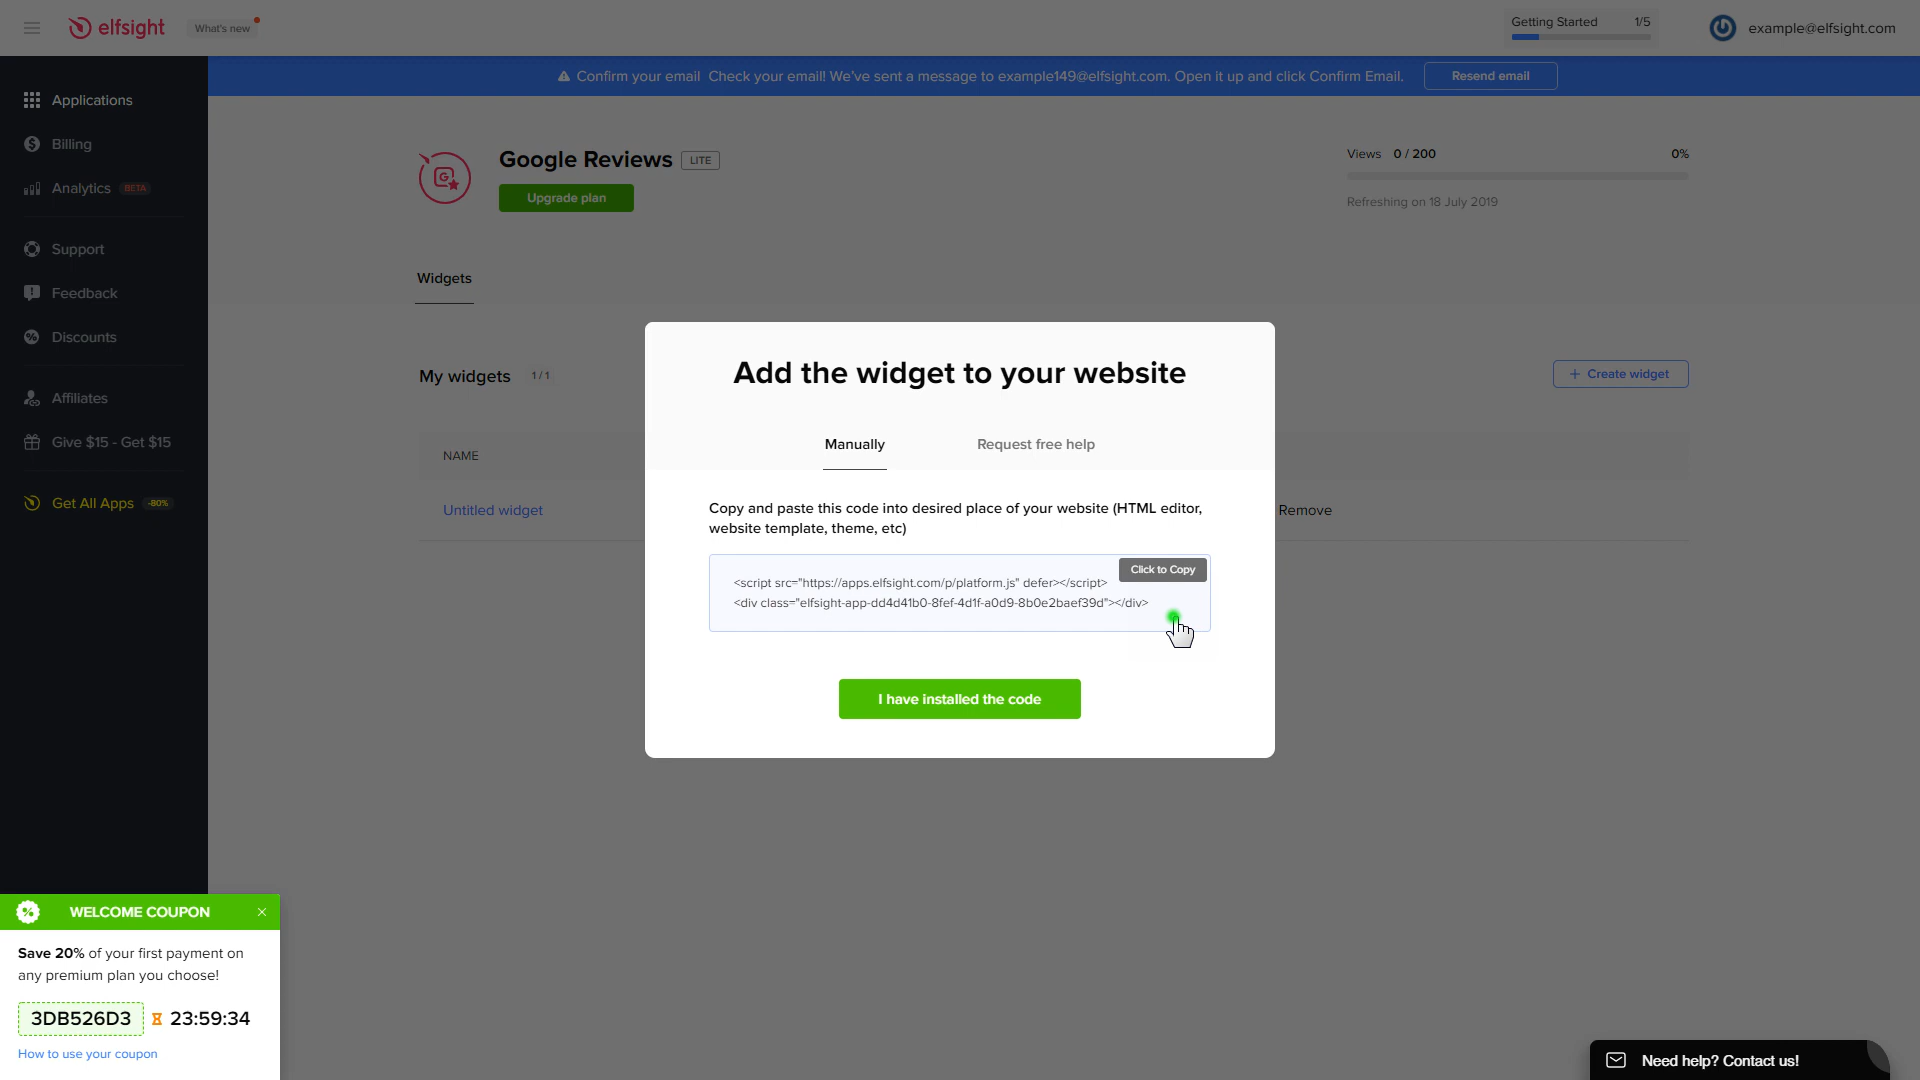 elfsight
What's new
Getting Started 1/5
example@elfsight.com
Confirm your email Check your email! We've sent a message to example149@elfsight.com. Open it up and click Confirm Email.
Resend email
Applications
Billing
Analytics BETA
Support
Feedback
Discounts
Affiliates
Give $15 - Get $15
Get All Apps -80%
Google Reviews LITE
Upgrade plan
Views 0 / 200 0%
Refreshing on 18 July 2019
Widgets
My widgets 1 / 1
+ Create widget
NAME
Untitled widget
Remove
Add the widget to your website
Manually
Request free help
Copy and paste this code into desired place of your website (HTML editor,
website template, theme, etc)
Click to Copy
<script src="https://apps.elfsight.com/p/platform.js" defer></script>
<div class="elfsight-app-dd4d41b0-8fef-4d1f-a0d9-8b0e2baef39d"></div>
I have installed the code
WELCOME COUPON
Save 20% of your first payment on
any premium plan you choose!
3DB526D3 23:59:34
How to use your coupon
Need help? Contact us!